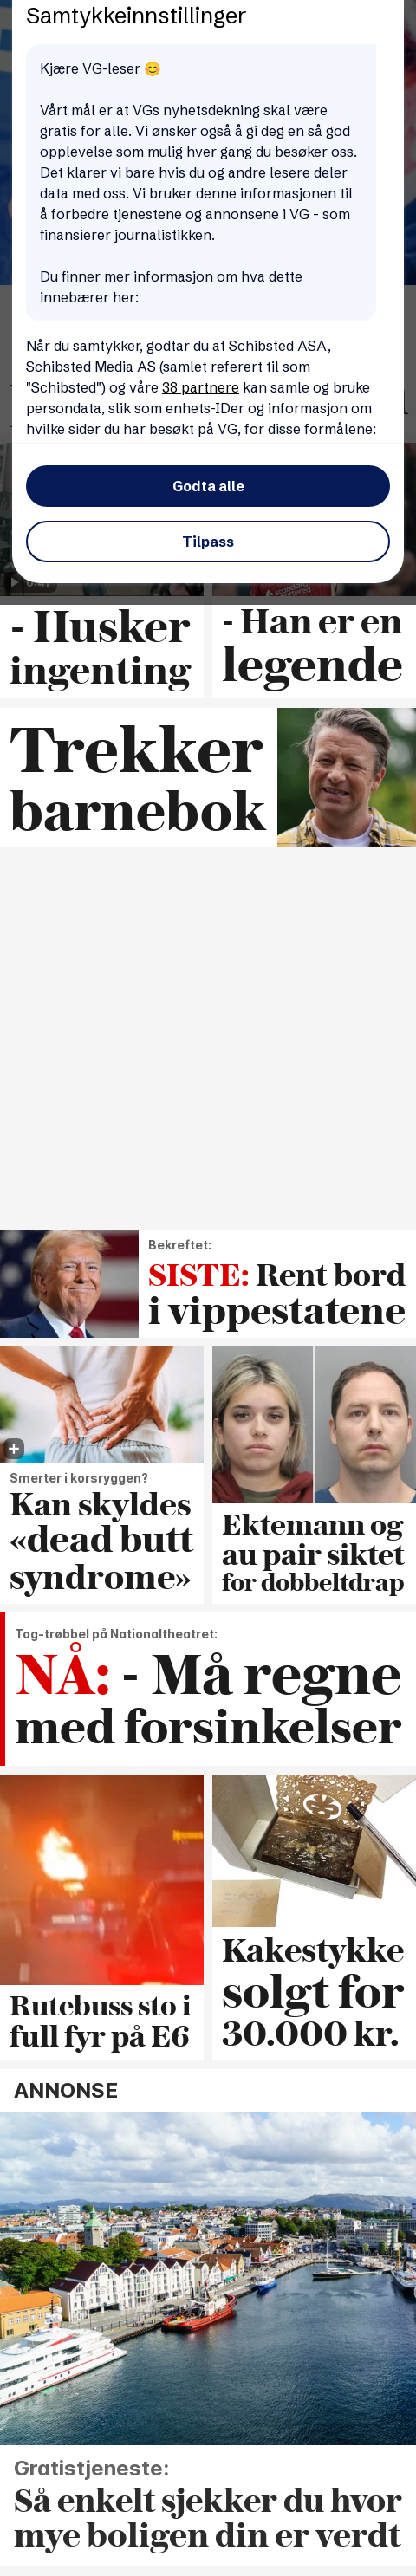 Samtykkeinnstillinger
Kjære VG-leser 😊
Vårt mål er at VGs nyhetsdekning skal være
gratis for alle. Vi ønsker også å gi deg en så god
opplevelse som mulig hver gang du besøker oss.
Det klarer vi bare hvis du og andre lesere deler
data med oss. Vi bruker denne informasjonen til
å forbedre tjenestene og annonsene i VG - som
finansierer journalistikken.
Du finner mer informasjon om hva dette
innebærer her:
Når du samtykker, godtar du at Schibsted ASA,
Schibsted Media AS (samlet referert til som
"Schibsted") og våre 38 partnere kan samle og bruke
persondata, slik som enhets-IDer og informasjon om
hvilke sider du har besøkt på VG, for disse formålene:
Godta alle
Tilpass
- Husker
ingenting
- Han er en
legende
Trekker
barnebok
Bekreftet:
SISTE: Rent bord
i vippestatene
Smerter i korsryggen?
Kan skyldes
«dead butt
syndrome»
Ektemann og
au pair siktet
for dobbeltdrap
Tog-trøbbel på Nationaltheatret:
NÅ: - Må regne
med forsinkelser
Rutebuss sto i
full fyr på E6
Kakestykke
solgt for
30.000 kr.
ANNONSE
Gratistjeneste:
Så enkelt sjekker du hvor
mye boligen din er verdt